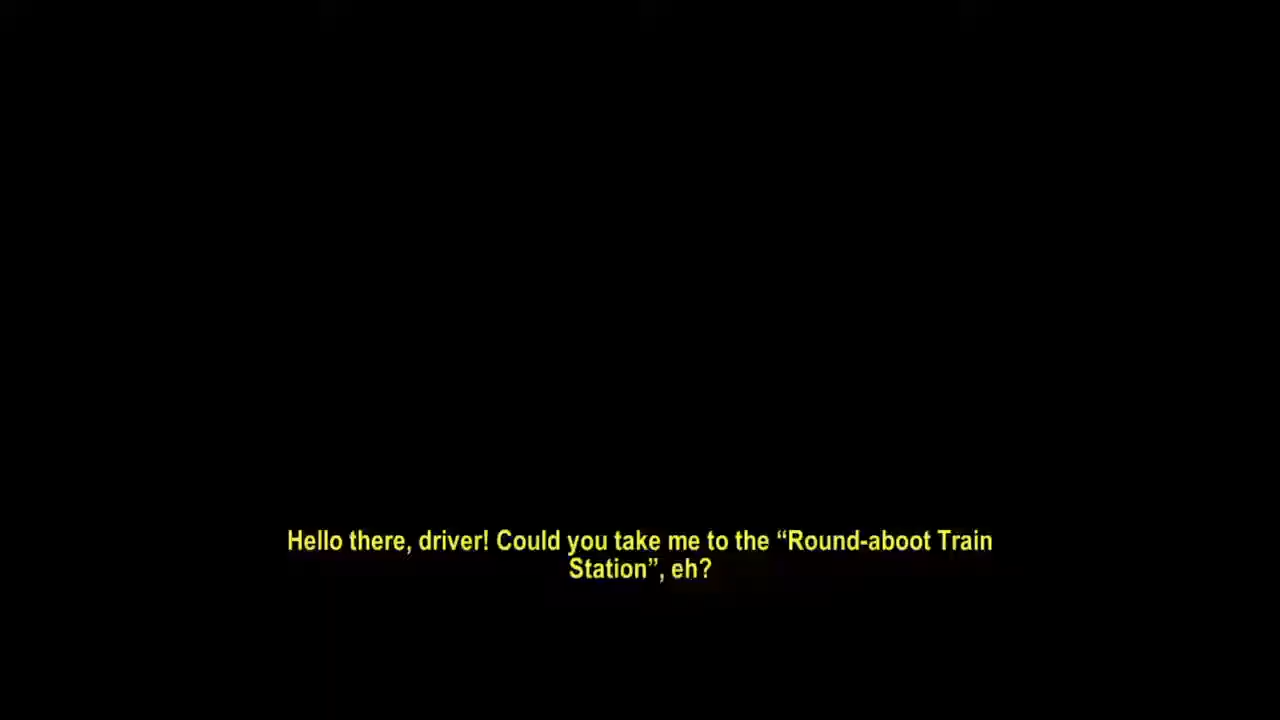 Hello there, driver! Could you take me to the “Round-aboot Train
Station”, eh?